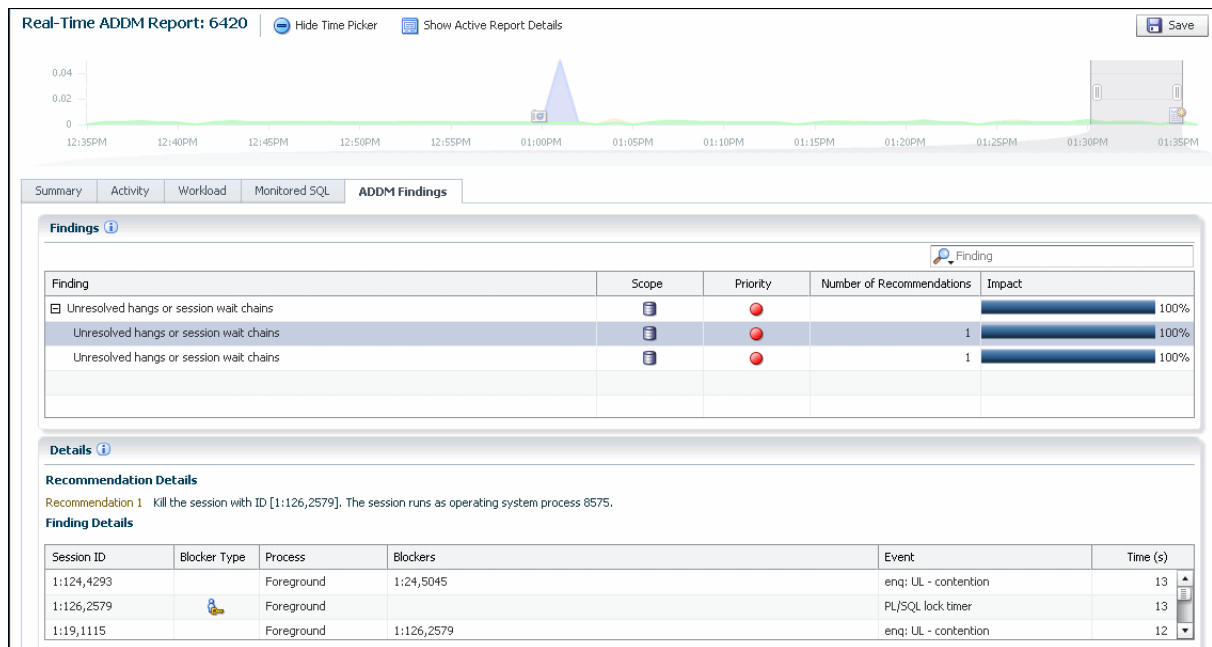 Real-Time ADDM Report: 6420 Hide Time Picker Show Active Report Details Save
0.04
0.02
0
12:35PM 12:40PM 12:45PM 12:50PM 12:55PM 01:00PM 01:05PM 01:10PM 01:15PM 01:20PM 01:25PM 01:30PM 01:35PM
Summary Activity Workload Monitored SQL ADDM Findings
Findings
Finding
Finding Scope Priority Number of Recommendations Impact
Unresolved hangs or session wait chains 100%
Unresolved hangs or session wait chains 1 100%
Unresolved hangs or session wait chains 1 100%
Details
Recommendation Details
Recommendation 1 Kill the session with ID [1:126,2579]. The session runs as operating system process 8575.
Finding Details
Session ID Blocker Type Process Blockers Event Time (s)
1:124,4293 Foreground 1:24,5045 enq: UL - contention 13
1:126,2579 Foreground PL/SQL lock timer 13
1:19,1115 Foreground 1:126,2579 enq: UL - contention 12